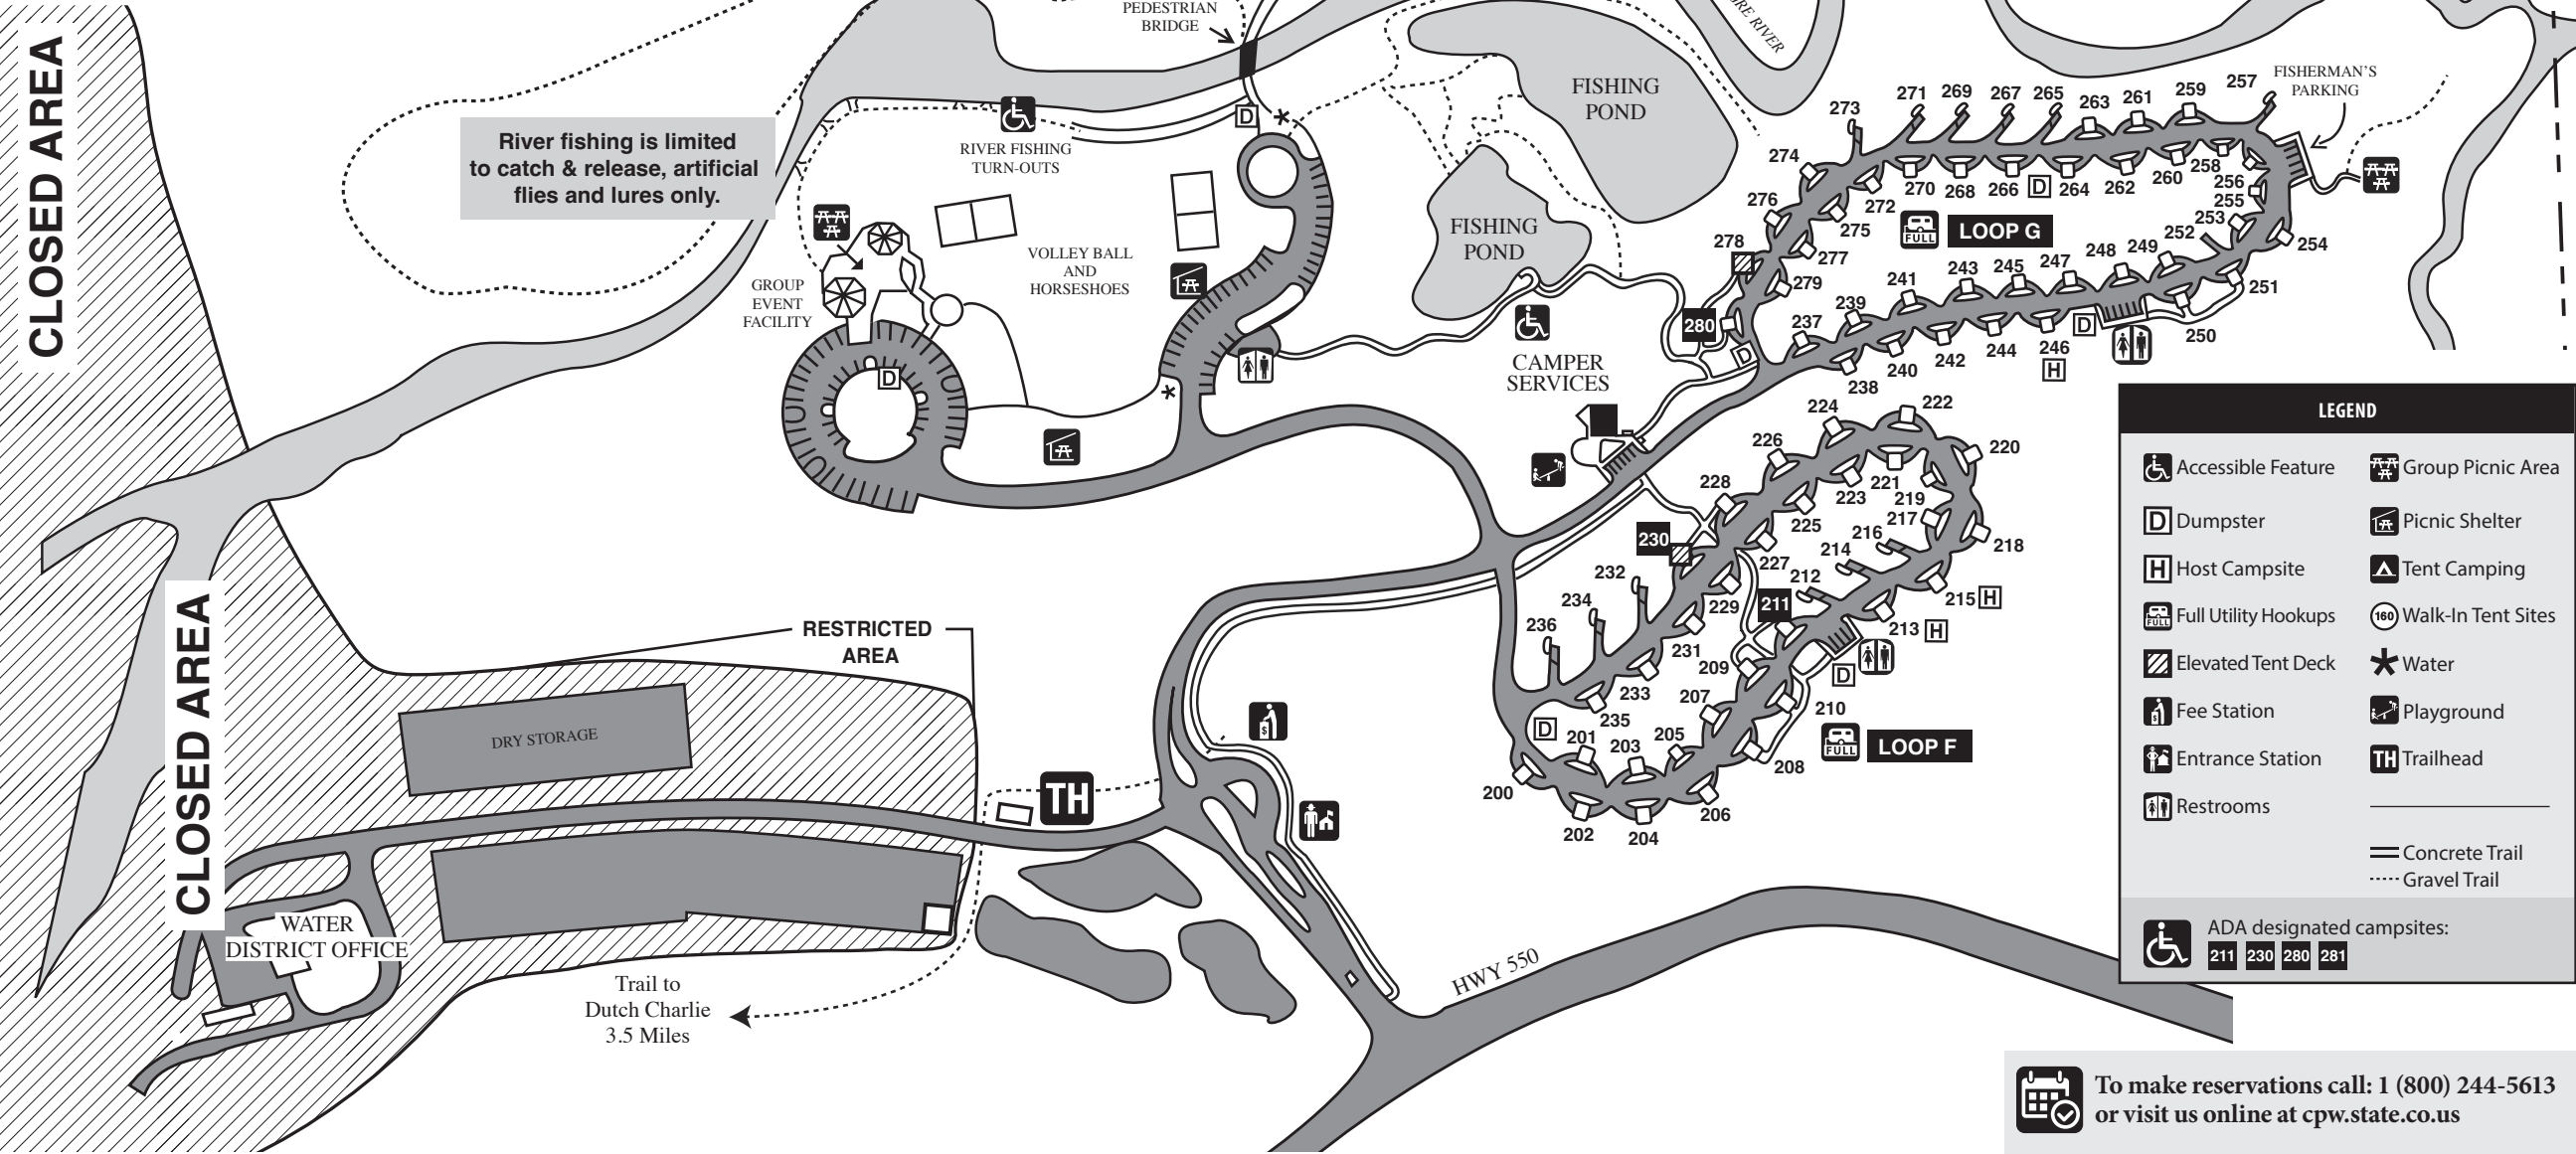 CLOSED AREA
CLOSED AREA
PEDESTRIAN
BRIDGE
River fishing is limited
to catch & release, artificial
flies and lures only.
RIVER FISHING
TURN-OUTS
D
*
GROUP
EVENT
FACILITY
VOLLEY BALL
AND
HORSESHOES
D
*
FISHING
POND
FISHING
POND
RE RIVER
FISHERMAN'S
PARKING
CAMPER
SERVICES
273
271
269
267
265
263
261
259
257
274
270
268
266
D
264
262
260
258
256
255
276
272
275
253
252
254
FULL
LOOP G
278
277
279
280
D
237
239
241
243
245
247
248
249
251
250
238
240
242
244
246
H
D
224
222
226
220
228
223
221
219
225
217
216
218
230
214
227
212
232
229
211
215
H
234
213
H
236
231
209
D
233
207
210
235
D
201
203
205
208
FULL
LOOP F
200
202
204
206
RESTRICTED
AREA
DRY STORAGE
$
TH
WATER
DISTRICT OFFICE
Trail to
Dutch Charlie
3.5 Miles
HWY 550
LEGEND
Accessible Feature
D Dumpster
H Host Campsite
FULL Full Utility Hookups
Elevated Tent Deck
$ Fee Station
Entrance Station
Restrooms
Group Picnic Area
Picnic Shelter
Tent Camping
160 Walk-In Tent Sites
* Water
Playground
TH Trailhead
Concrete Trail
Gravel Trail
ADA designated campsites:
211 230 280 281
To make reservations call: 1 (800) 244-5613
or visit us online at cpw.state.co.us